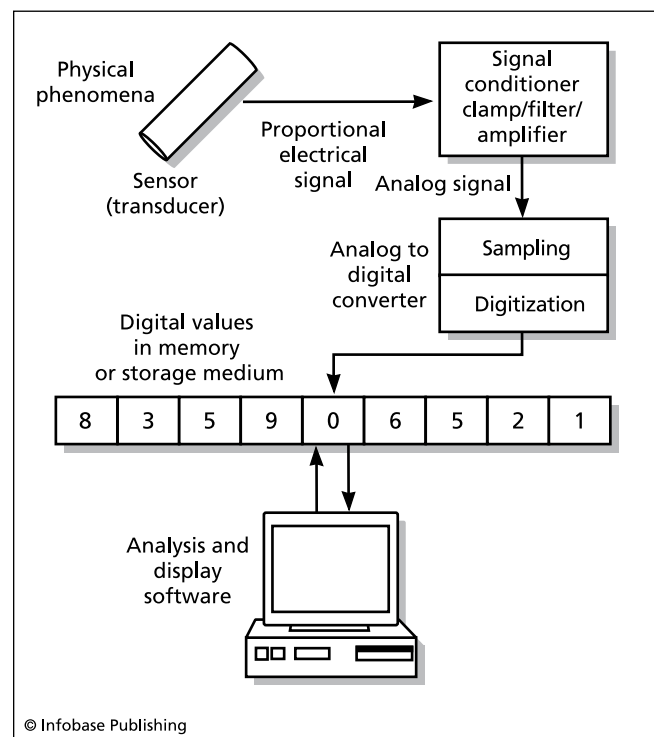 Physical
phenomena
Sensor
(transducer)
Proportional
electrical
signal
Signal
conditioner
clamp/filter/
amplifier
Analog signal
Analog to
digital
converter
Sampling
Digitization
Digital values
in memory
or storage medium
8 3 5 9 0 6 5 2 1
Analysis and
display
software
© Infobase Publishing